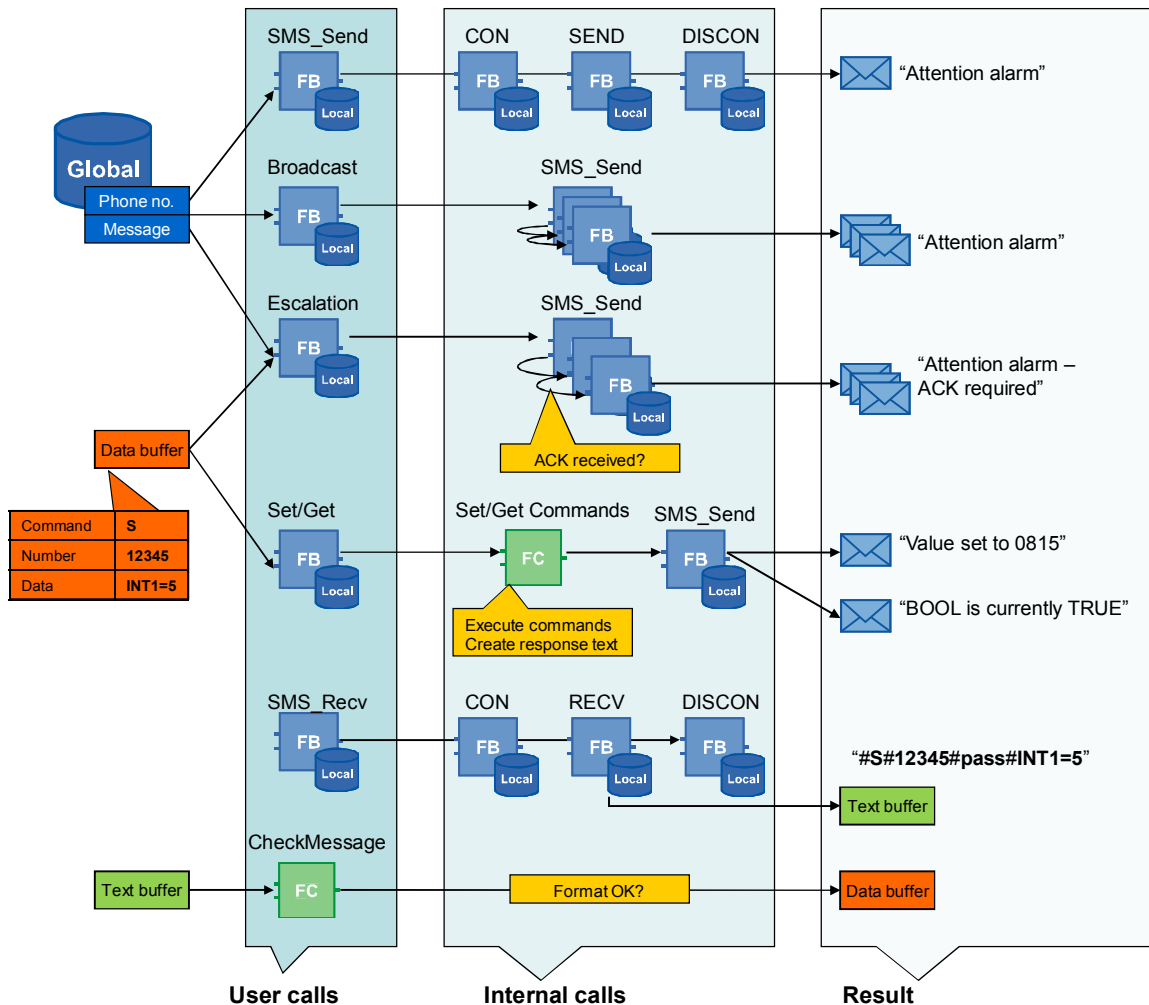 SMS_Send
CON
SEND
DISCON
FB
Local
FB
Local
FB
Local
FB
Local
“Attention alarm”
Global
Phone no.
Message
Broadcast
SMS_Send
FB
Local
FB
Local
“Attention alarm”
Escalation
SMS_Send
FB
Local
FB
Local
“Attention alarm –
ACK required”
ACK received?
Data buffer
Command S
Number 12345
Data INT1=5
Set/Get
Set/Get Commands
SMS_Send
FB
Local
FC
FB
Local
“Value set to 0815”
“BOOL is currently TRUE”
Execute commands
Create response text
SMS_Recv
CON
RECV
DISCON
FB
Local
FB
Local
FB
Local
FB
Local
“#S#12345#pass#INT1=5”
Text buffer
CheckMessage
Text buffer
FC
Format OK?
Data buffer
User calls
Internal calls
Result